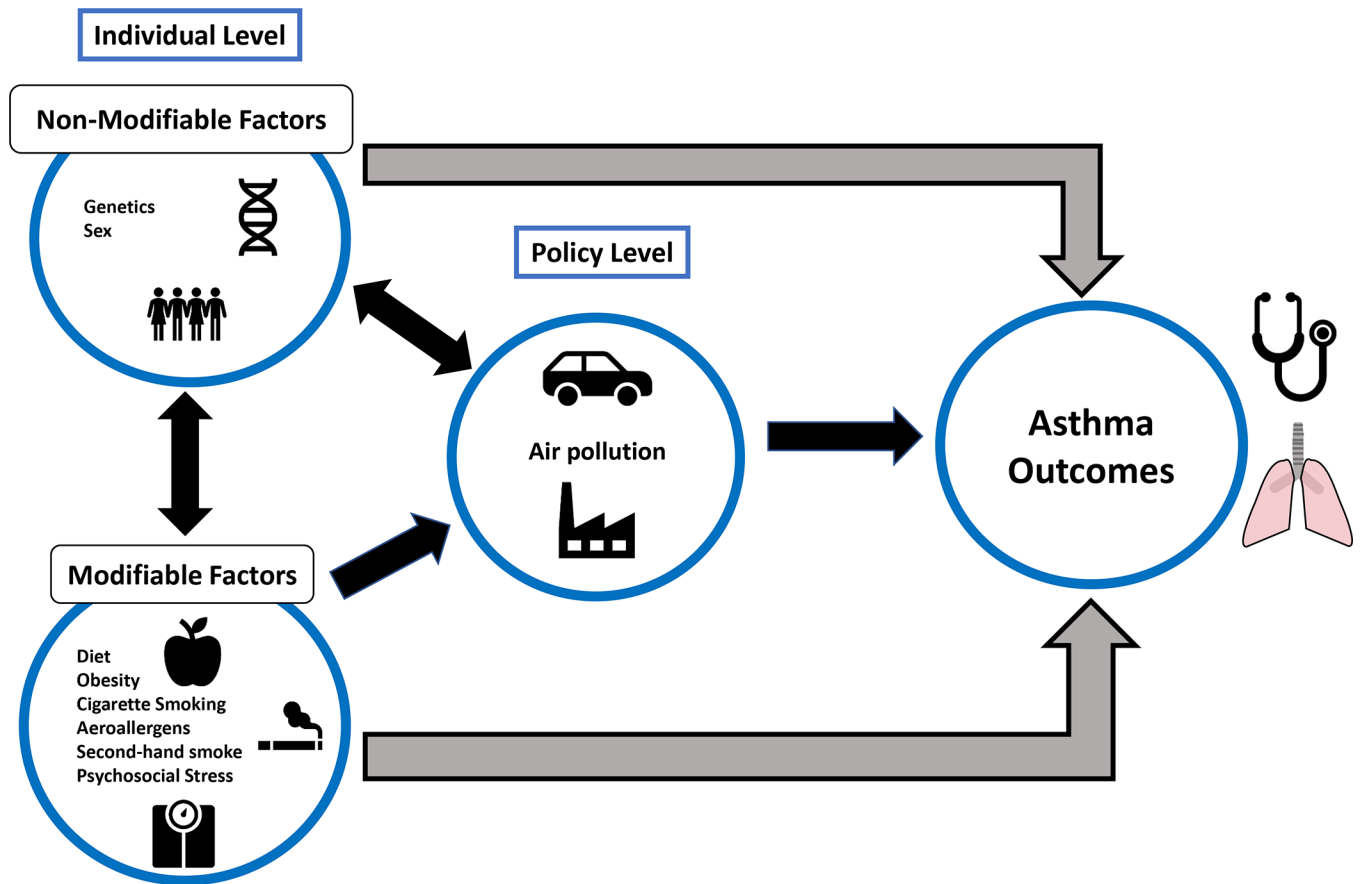 Individual Level
Non-Modifiable Factors
Genetics
Sex
Policy Level
Air pollution
Asthma
Outcomes
Modifiable Factors
Diet
Obesity
Cigarette Smoking
Aeroallergens
Second-hand smoke
Psychosocial Stress